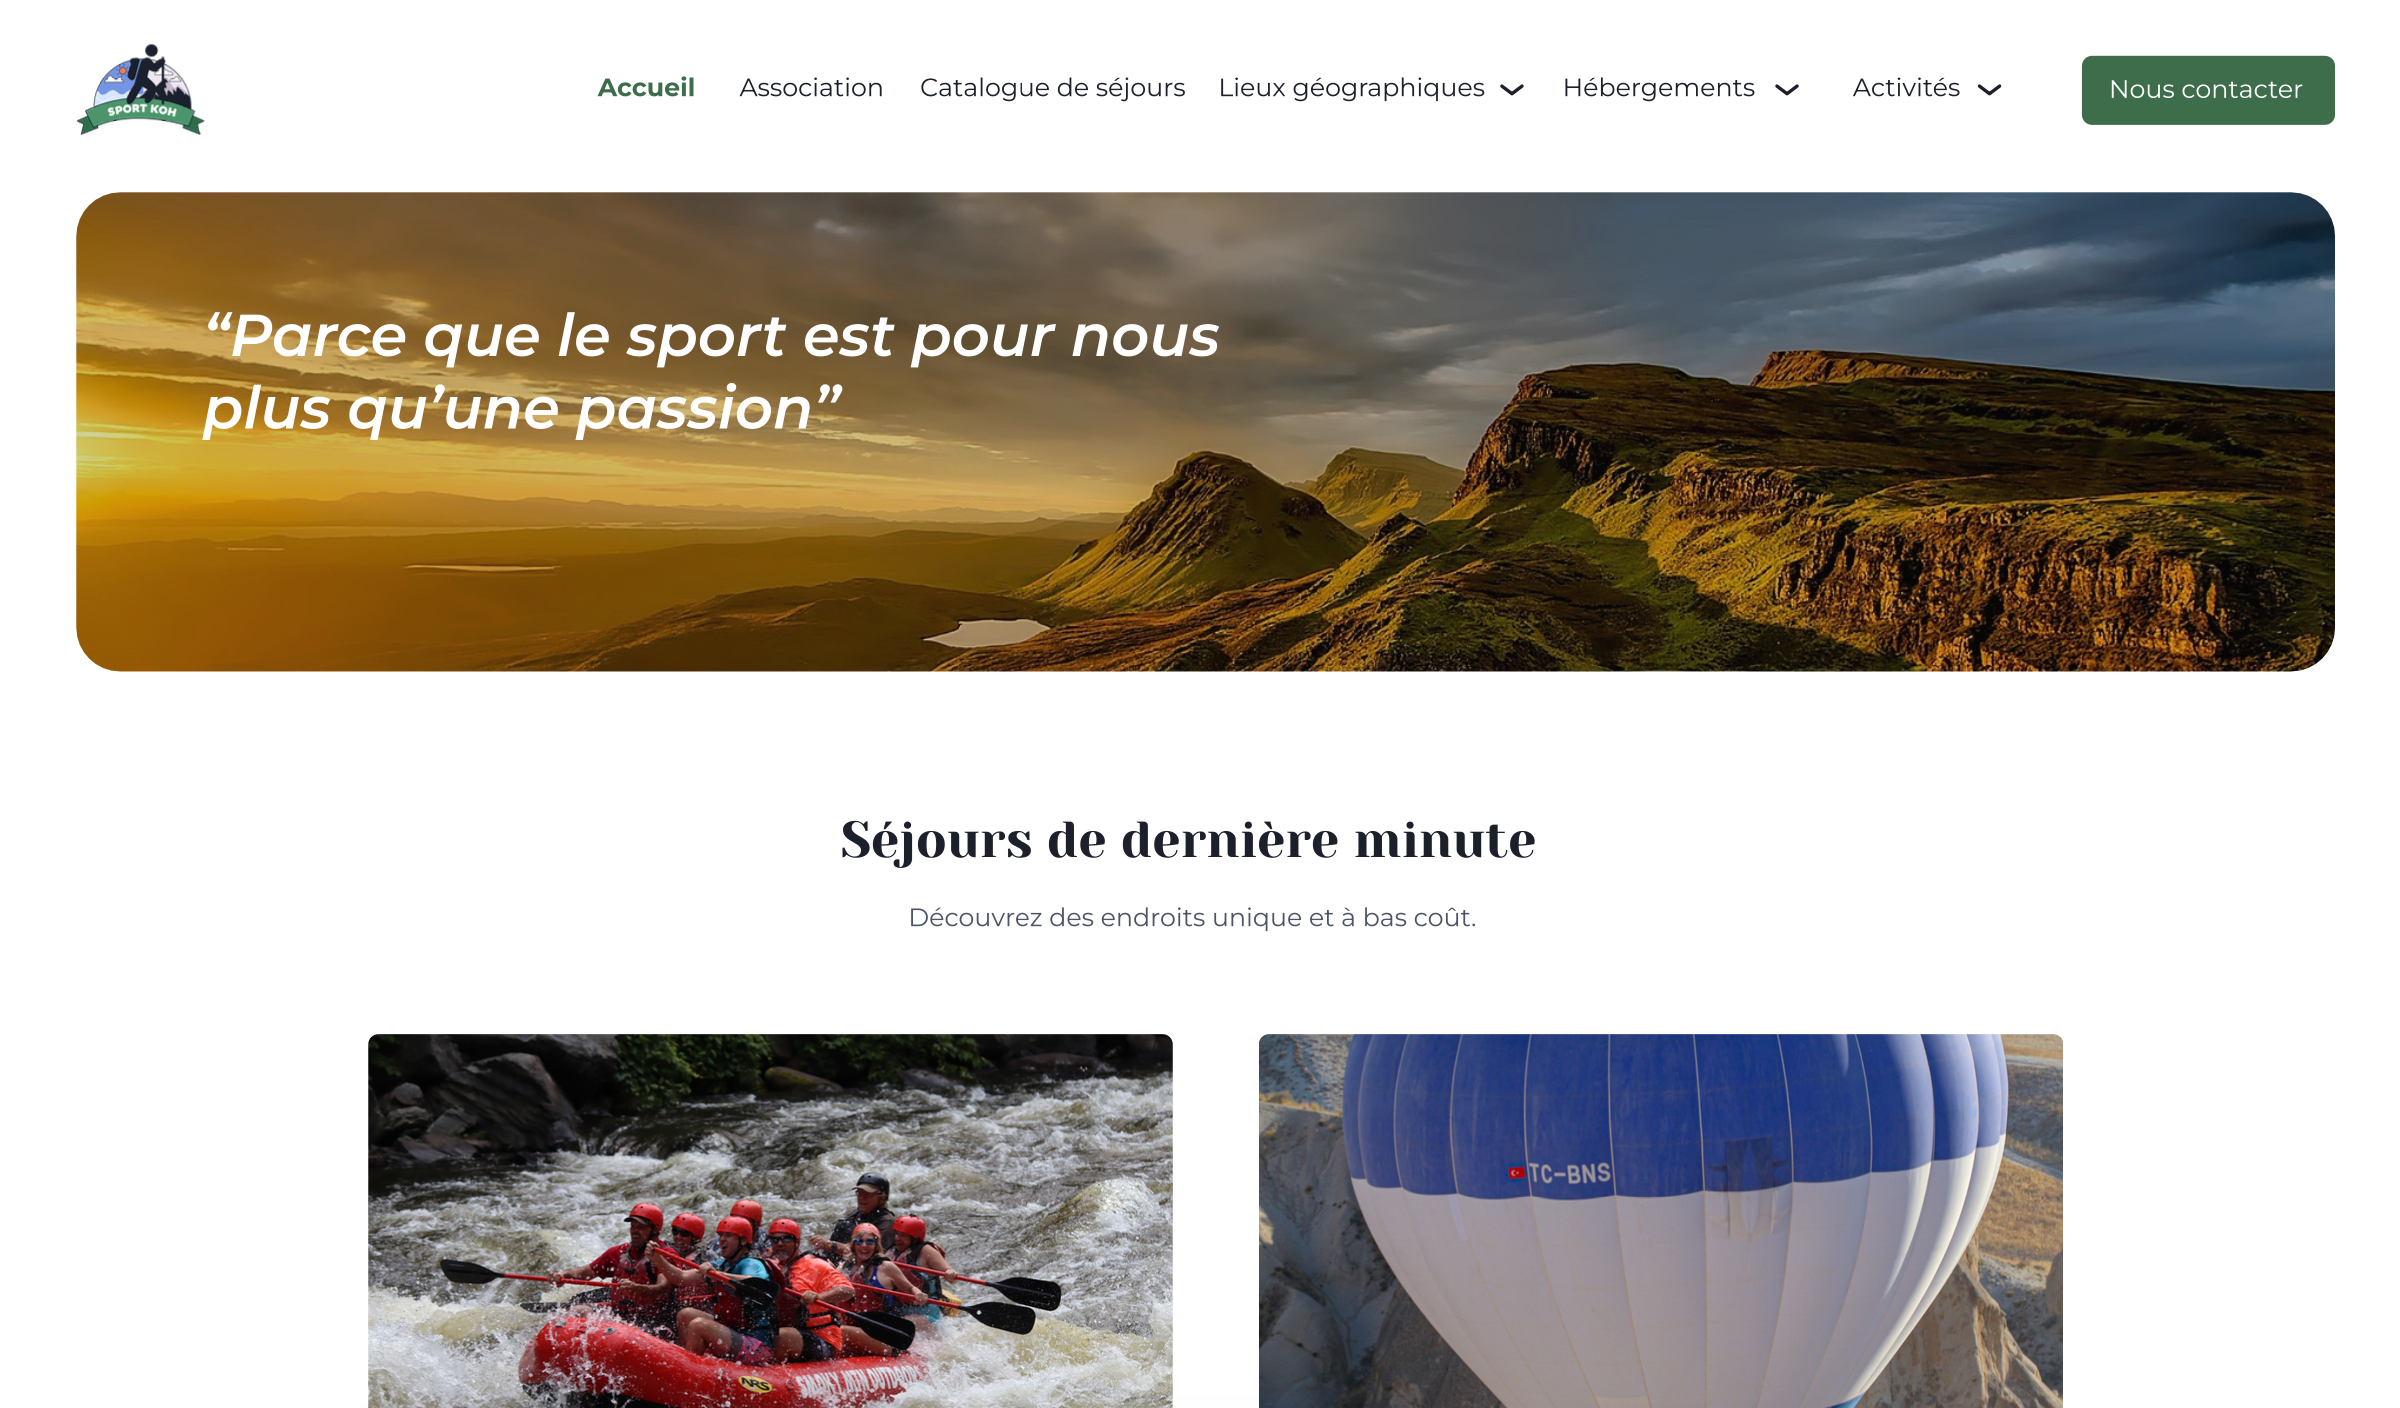 SPORT KOH
Accueil Association Catalogue de séjours Lieux géographiques Hébergements Activités Nous contacter
“Parce que le sport est pour nous
plus qu’une passion”
Séjours de dernière minute
Découvrez des endroits unique et à bas coût.
TC-BNS
NRS